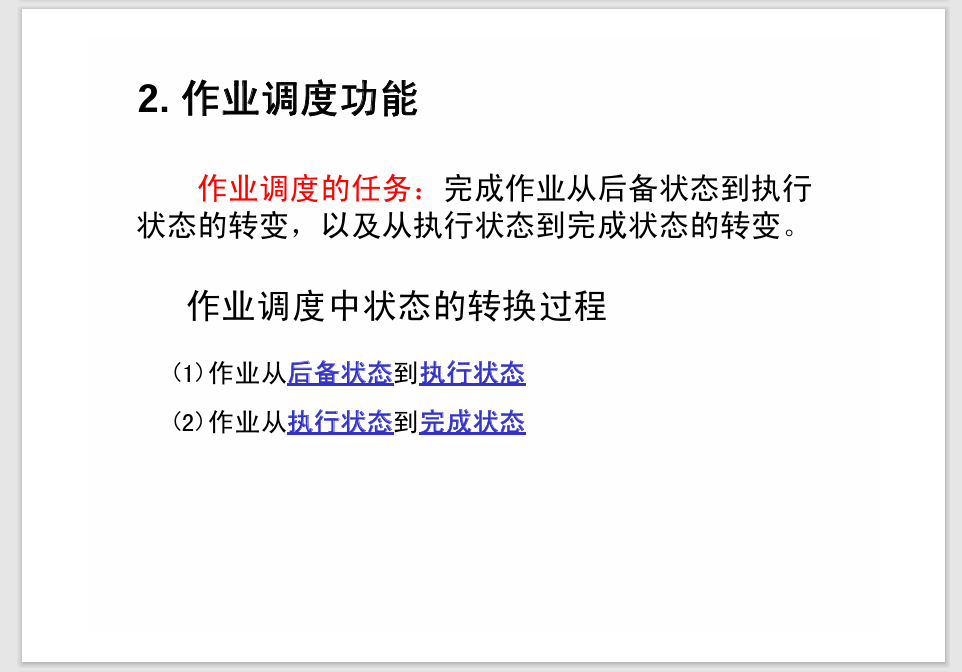 2. 作业调度功能
作业调度的任务：完成作业从后备状态到执行
状态的转变，以及从执行状态到完成状态的转变。
作业调度中状态的转换过程
（1）作业从后备状态到执行状态
（2）作业从执行状态到完成状态